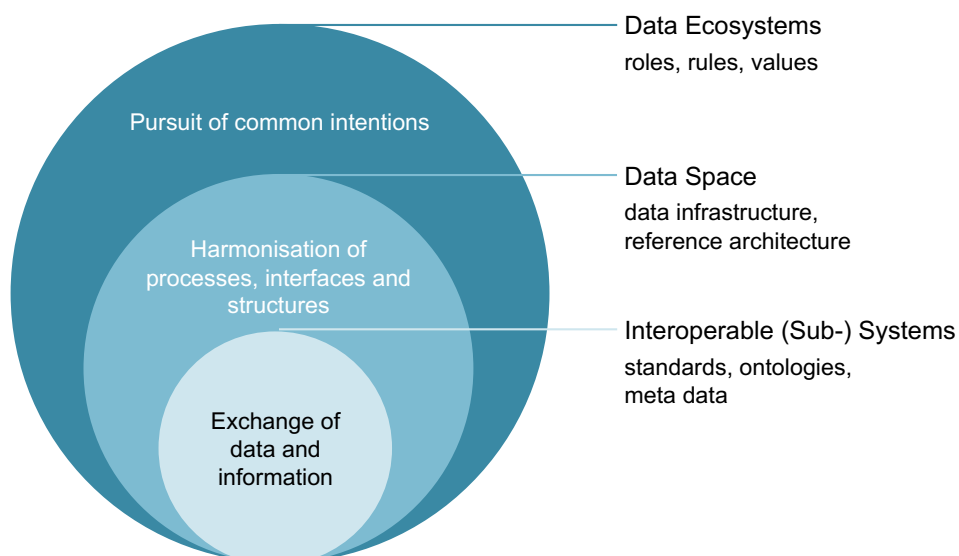 Data Ecosystems
roles, rules, values
Pursuit of common intentions
Data Space
data infrastructure,
reference architecture
Harmonisation of
processes, interfaces and
structures
Interoperable (Sub-) Systems
standards, ontologies,
meta data
Exchange of
data and
information